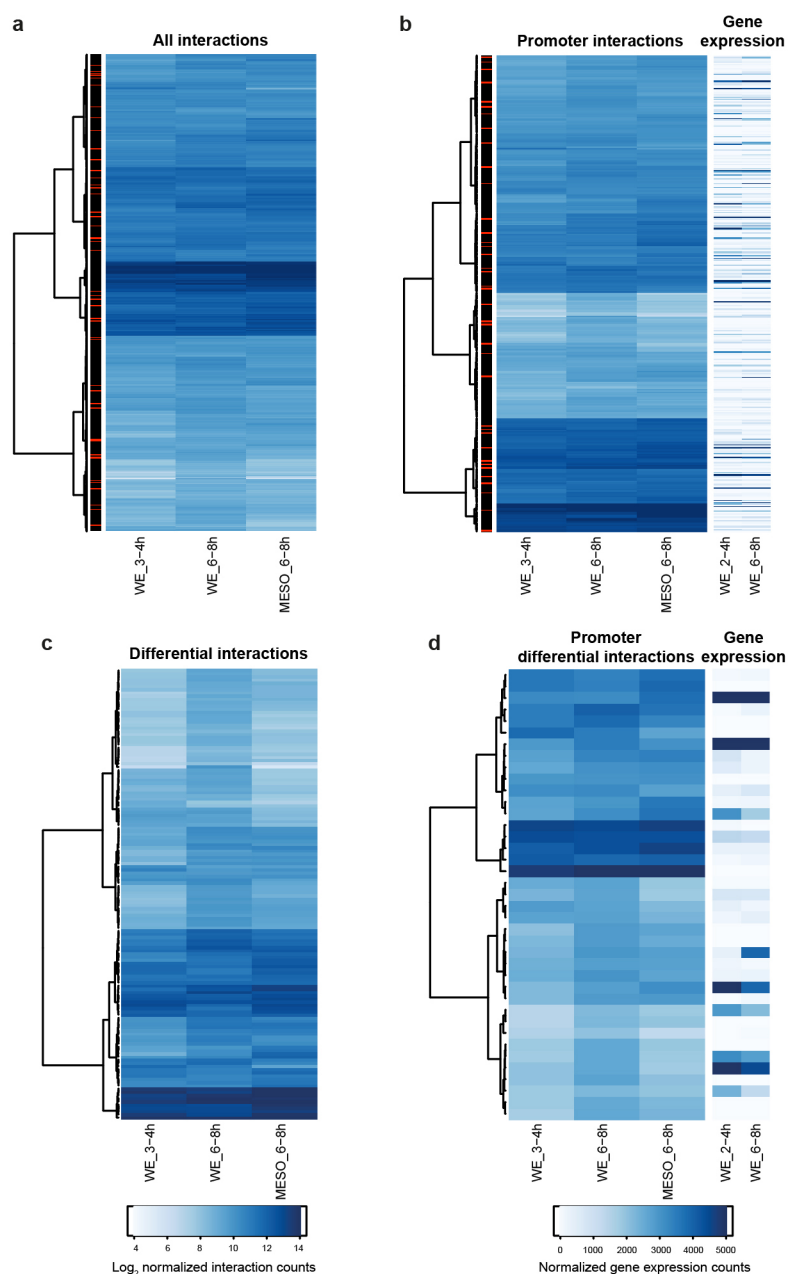 a
All interactions
WE_3−4h
WE_6−8h
MESO_6−8h
b
Promoter interactions
Gene
expression
WE_3−4h
WE_6−8h
MESO_6−8h
WE_2−4h
WE_6−8h
c
Differential interactions
WE_3−4h
WE_6−8h
MESO_6−8h
4 6 8 10 12 14
Log2 normalized interaction counts
d
Promoter
differential interactions
Gene
expression
WE_3−4h
WE_6−8h
MESO_6−8h
WE_2−4h
WE_6−8h
0 1000 2000 3000 4000 5000
Normalized gene expression counts